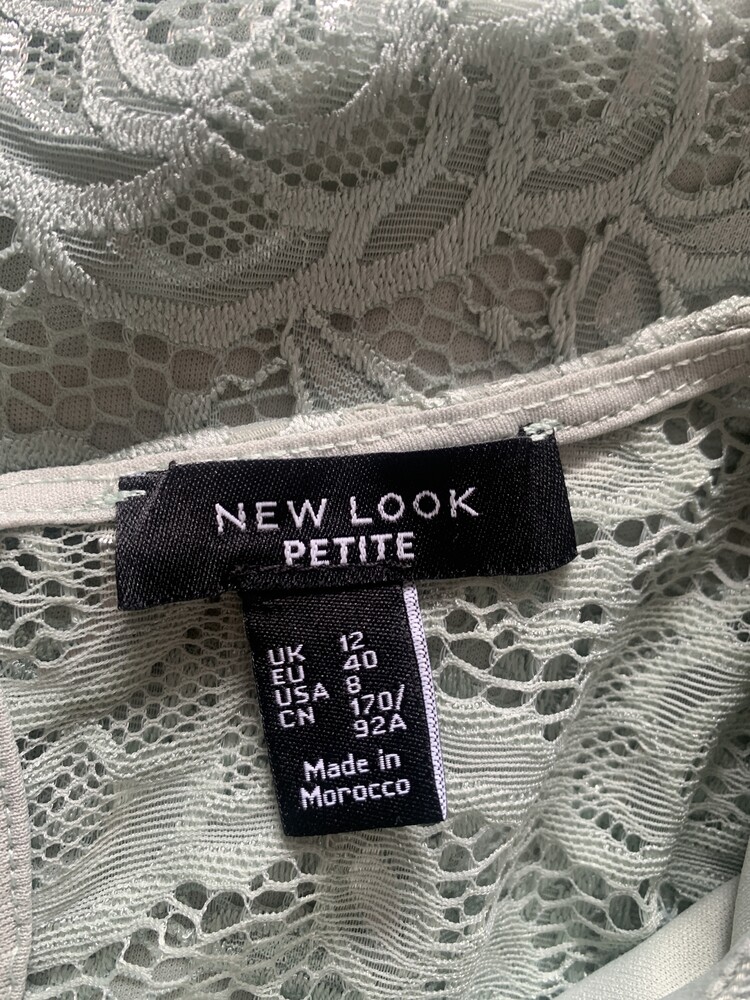 NEW LOOK
PETITE
UK 12
EU 40
USA 8
CN 170/
92A
Made in
Morocco